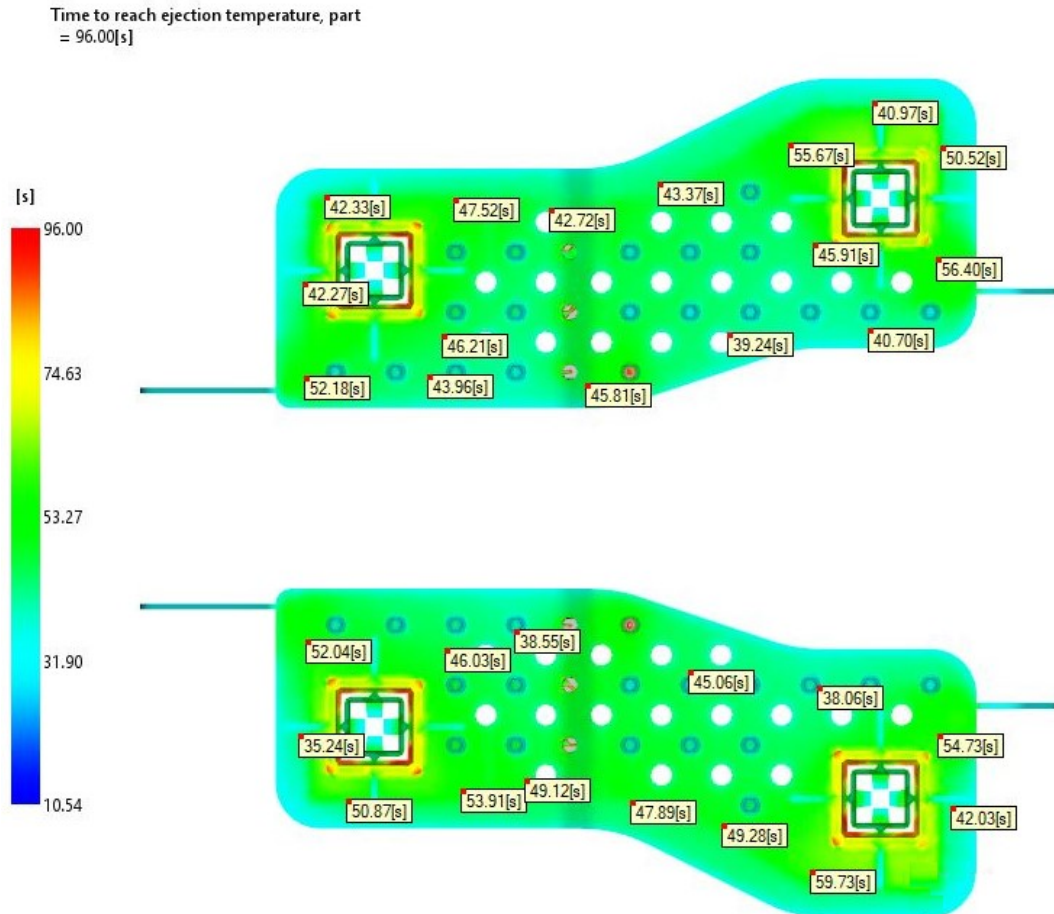 Time to reach ejection temperature, part
= 96.00[s]
[s]
96.00
74.63
53.27
31.90
10.54
40.97[s]
55.67[s]
50.52[s]
43.37[s]
42.33[s]
47.52[s]
42.72[s]
45.91[s]
56.40[s]
42.27[s]
46.21[s]
39.24[s]
40.70[s]
52.18[s]
43.96[s]
45.81[s]
52.04[s]
46.03[s]
38.55[s]
45.06[s]
38.06[s]
35.24[s]
54.73[s]
50.87[s]
53.91[s]
49.12[s]
47.89[s]
49.28[s]
42.03[s]
59.73[s]